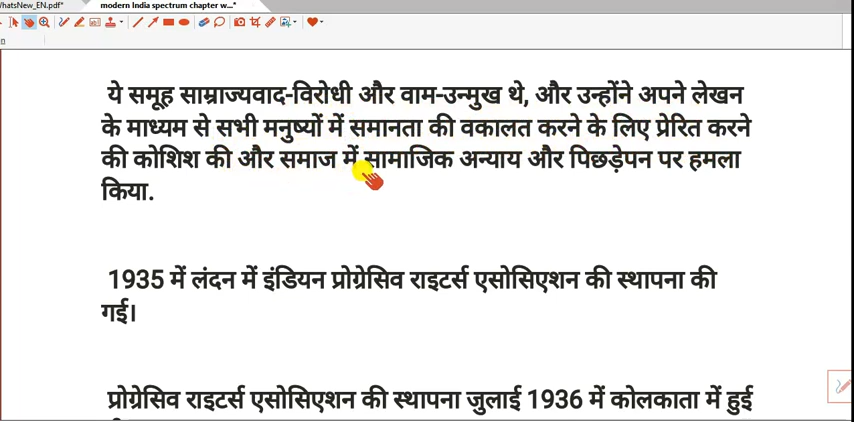 hatsNew_EN.pdf*
modern India spectrum chapter w...*
ये समूह साम्राज्यवाद-विरोधी और वाम-उन्मुख थे, और उन्होंने अपने लेखन
के माध्यम से सभी मनुष्यों में समानता की वकालत करने के लिए प्रेरित करने
की कोशिश की और समाज में सामाजिक अन्याय और पिछड़ेपन पर हमला
किया.
1935 में लंदन में इंडियन प्रोग्रेसिव राइटर्स एसोसिएशन की स्थापना की
गई।
प्रोग्रेसिव राइटर्स एसोसिएशन की स्थापना जुलाई 1936 में कोलकाता में हुई